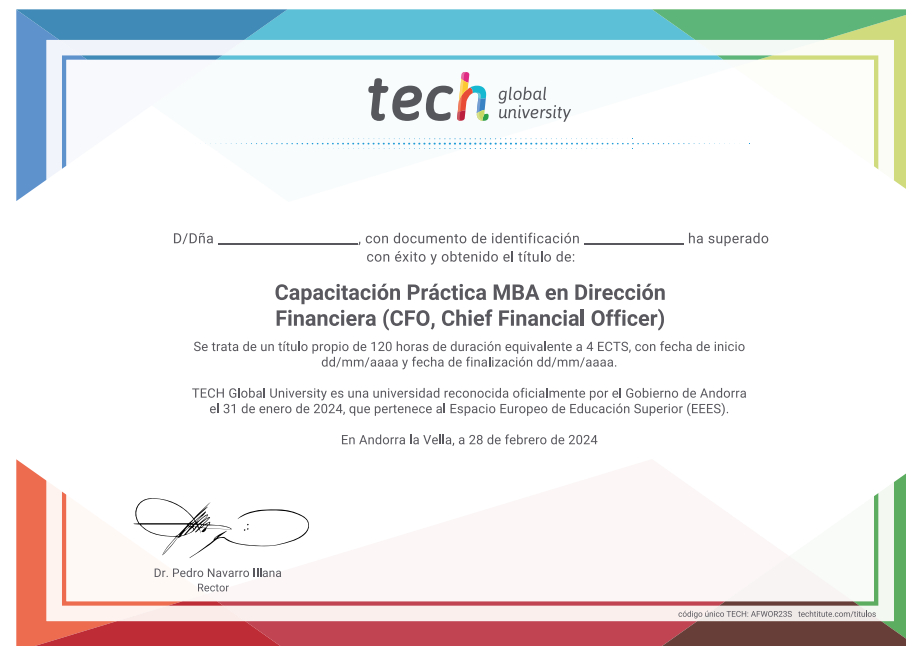 tech global university
D/Dña ____________________, con documento de identificación ______________ ha superado
con éxito y obtenido el título de:
Capacitación Práctica MBA en Dirección
Financiera (CFO, Chief Financial Officer)
Se trata de un título propio de 120 horas de duración equivalente a 4 ECTS, con fecha de inicio
dd/mm/aaaa y fecha de finalización dd/mm/aaaa.
TECH Global University es una universidad reconocida oficialmente por el Gobierno de Andorra
el 31 de enero de 2024, que pertenece al Espacio Europeo de Educación Superior (EEES).
En Andorra la Vella, a 28 de febrero de 2024
Dr. Pedro Navarro Illana
Rector
código único TECH: AFWOR23S techtitute.com/titulos